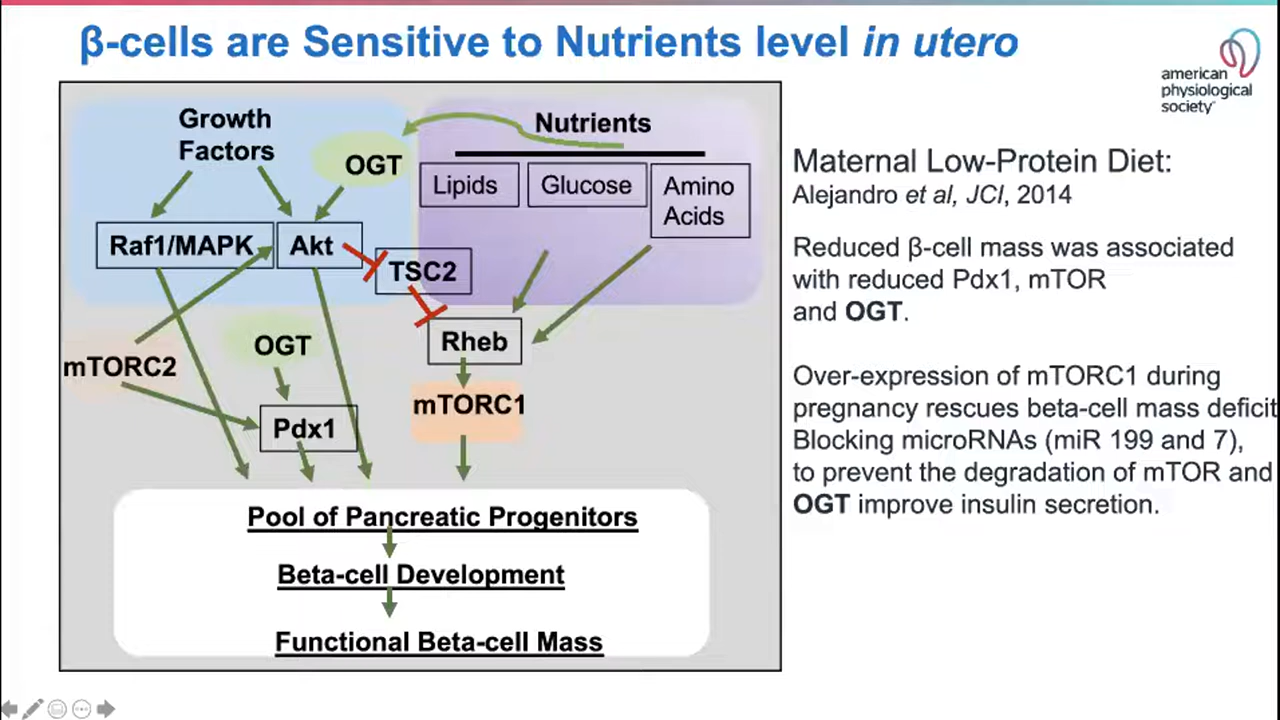 β-cells are Sensitive to Nutrients level in utero
american
physiological
society
Growth
Factors
OGT
Nutrients
Lipids
Glucose
Amino
Acids
Raf1/MAPK
Akt
TSC2
OGT
Rheb
mTORC2
mTORC1
Pdx1
Pool of Pancreatic Progenitors
Beta-cell Development
Functional Beta-cell Mass
Maternal Low-Protein Diet:
Alejandro et al, JCI, 2014
Reduced β-cell mass was associated
with reduced Pdx1, mTOR
and OGT.
Over-expression of mTORC1 during
pregnancy rescues beta-cell mass deficit
Blocking microRNAs (miR 199 and 7),
to prevent the degradation of mTOR and
OGT improve insulin secretion.